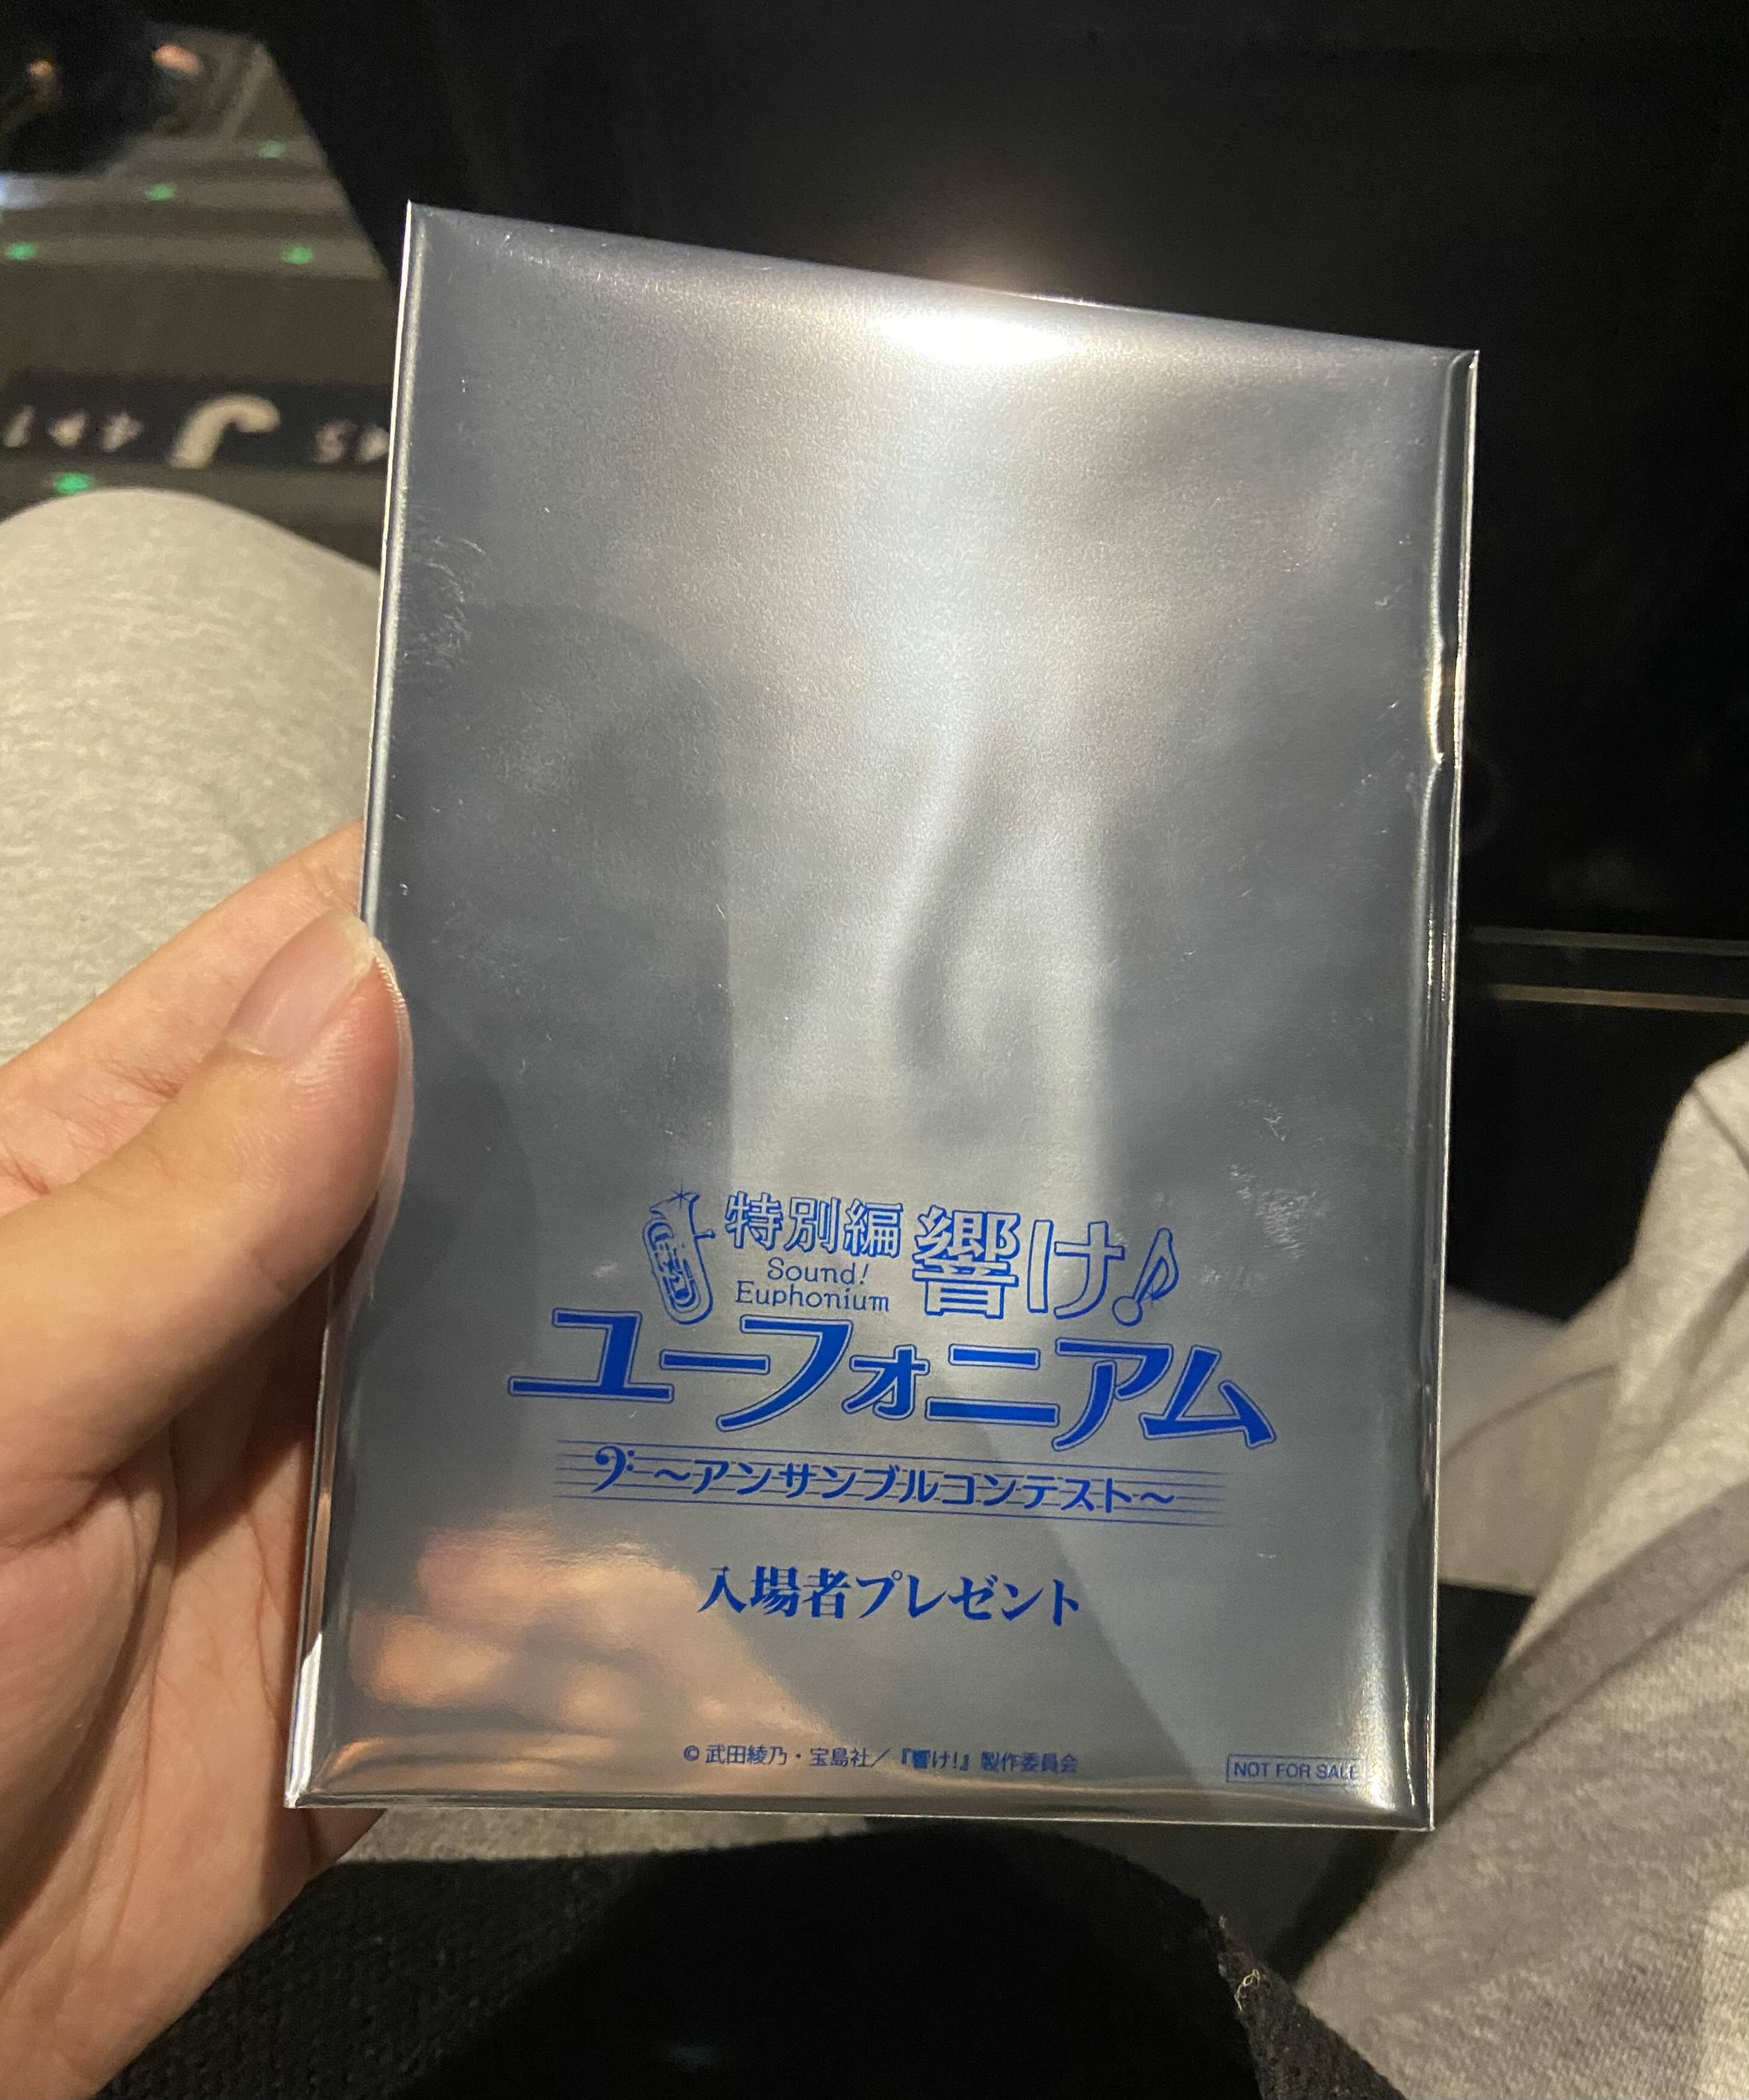 特別編 響け♪
Sound!
Euphonium
ユーフォニアム
～アンサンブルコンテスト～
入場者プレゼント
© 武田綾乃・宝島社／『響け!』製作委員会
NOT FOR SALE